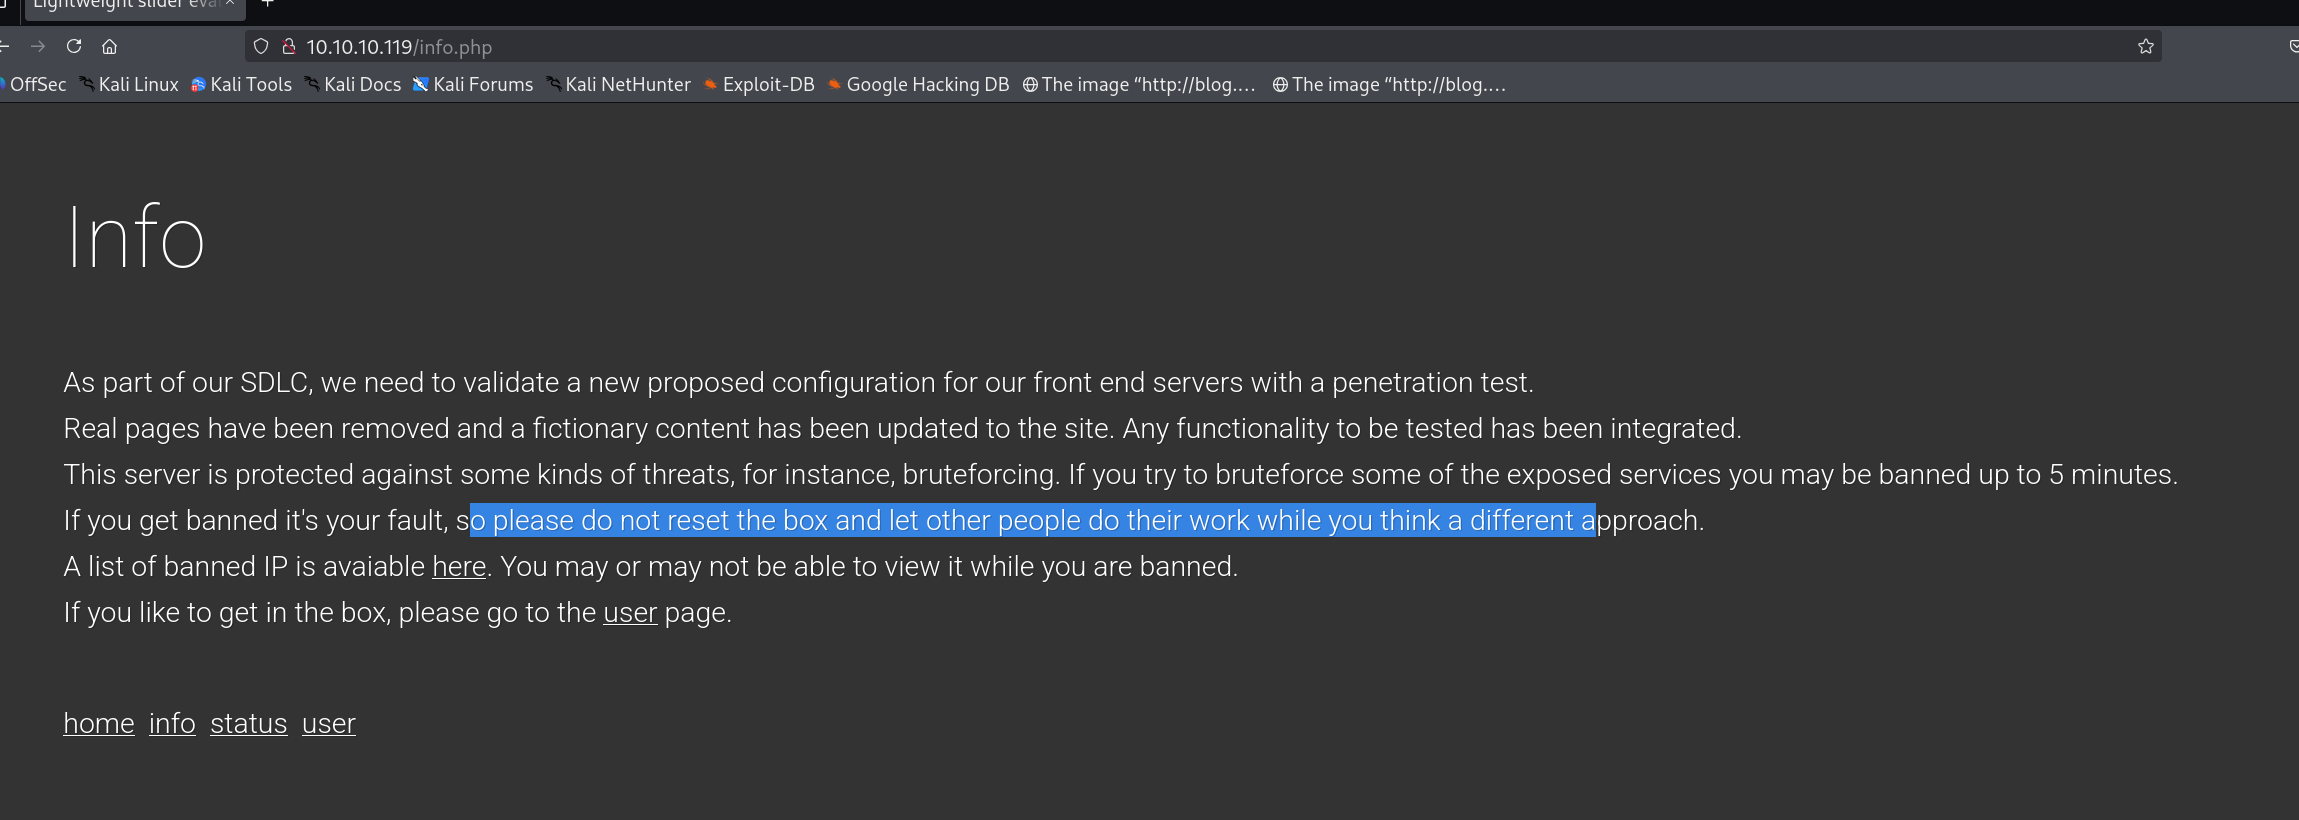 Lightweight slider eval
10.10.10.119/info.php
OffSec Kali Linux Kali Tools Kali Docs Kali Forums Kali NetHunter Exploit-DB Google Hacking DB The image “http://blog.... The image “http://blog....
Info
As part of our SDLC, we need to validate a new proposed configuration for our front end servers with a penetration test.
Real pages have been removed and a fictionary content has been updated to the site. Any functionality to be tested has been integrated.
This server is protected against some kinds of threats, for instance, bruteforcing. If you try to bruteforce some of the exposed services you may be banned up to 5 minutes.
If you get banned it's your fault, so please do not reset the box and let other people do their work while you think a different approach.
A list of banned IP is avaiable here. You may or may not be able to view it while you are banned.
If you like to get in the box, please go to the user page.
home info status user